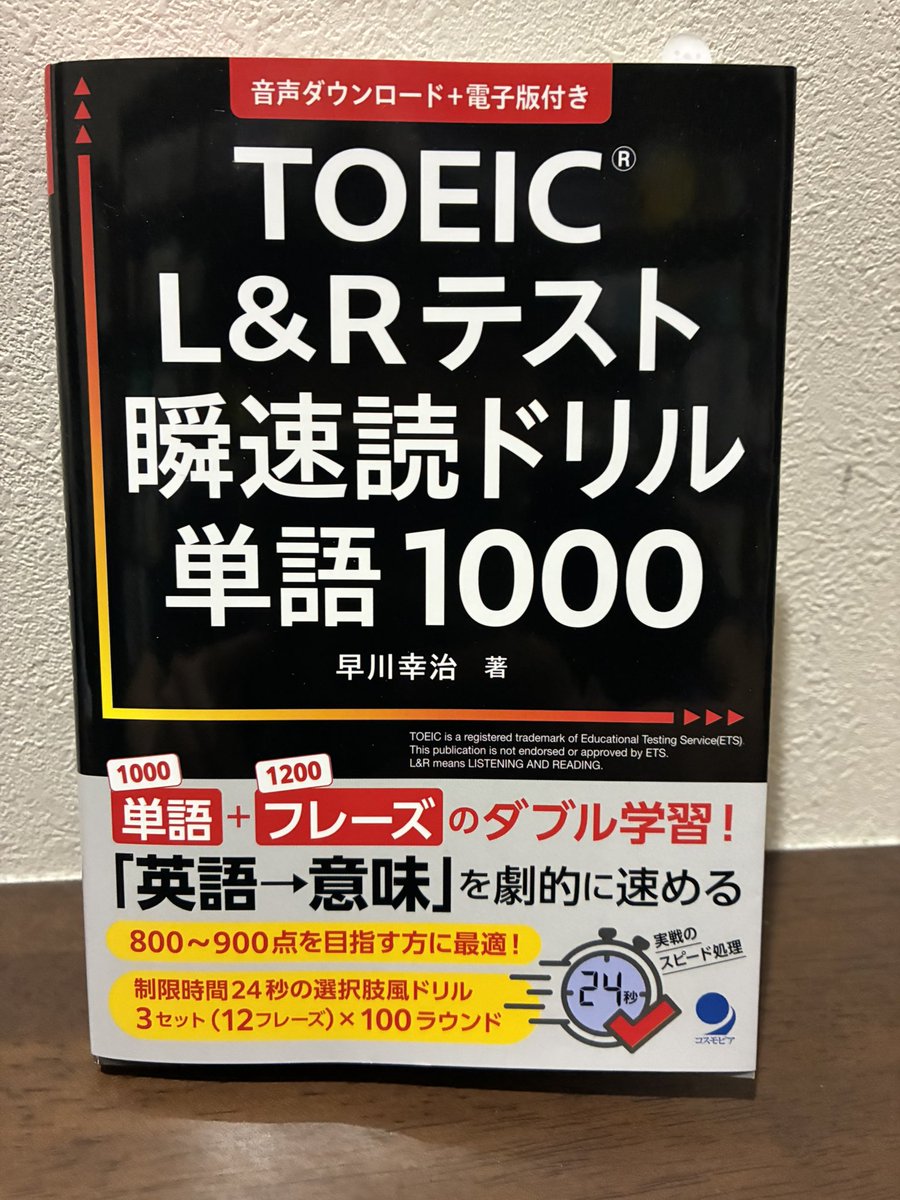 音声ダウンロード+電子版付き
TOEIC®
L&Rテスト
瞬速読ドリル
単語1000
早川幸治 著
TOEIC is a registered trademark of Educational Testing Service(ETS).
This publication is not endorsed or approved by ETS.
L&R means LISTENING AND READING.
1000 1200
単語+フレーズのダブル学習!
「英語→意味」を劇的に速める
800〜900点を目指す方に最適!
制限時間24秒の選択肢風ドリル
3セット(12フレーズ)×100ラウンド
24秒
実戦の
スピード処理
コスモピア